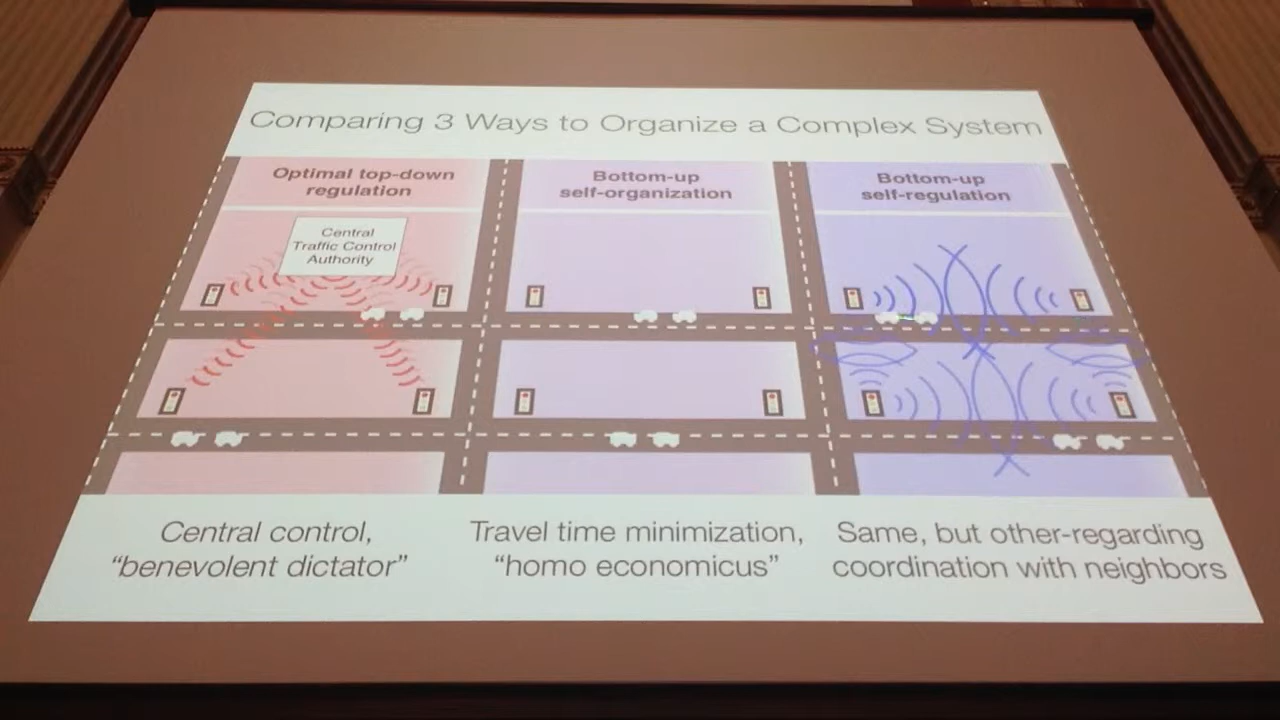 Comparing 3 Ways to Organize a Complex System
Optimal top-down
regulation
Central
Traffic Control
Authority
Bottom-up
self-organization
Bottom-up
self-regulation
Central control,
“benevolent dictator”
Travel time minimization,
“homo economicus”
Same, but other-regarding
coordination with neighbors